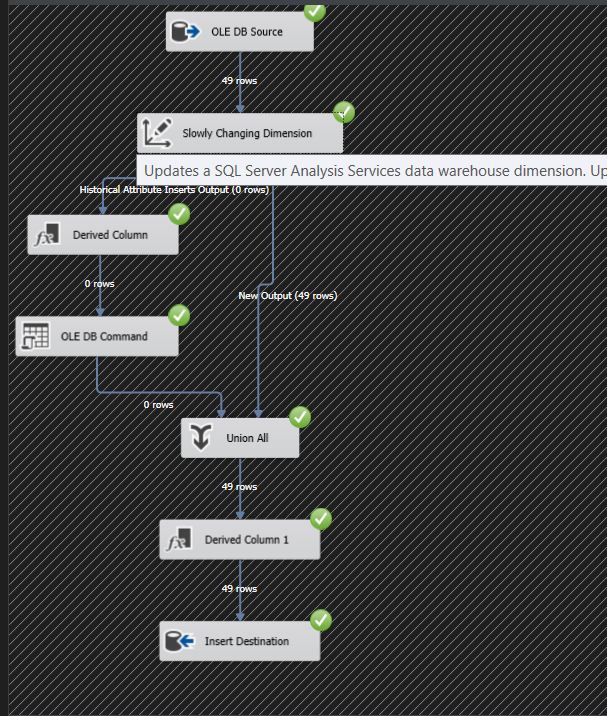 OLE DB Source
49 rows
Slowly Changing Dimension
Updates a SQL Server Analysis Services data warehouse dimension. Up
Historical Attribute Inserts Output (0 rows)
Derived Column
0 rows
New Output (49 rows)
OLE DB Command
0 rows
Union All
49 rows
Derived Column 1
49 rows
Insert Destination